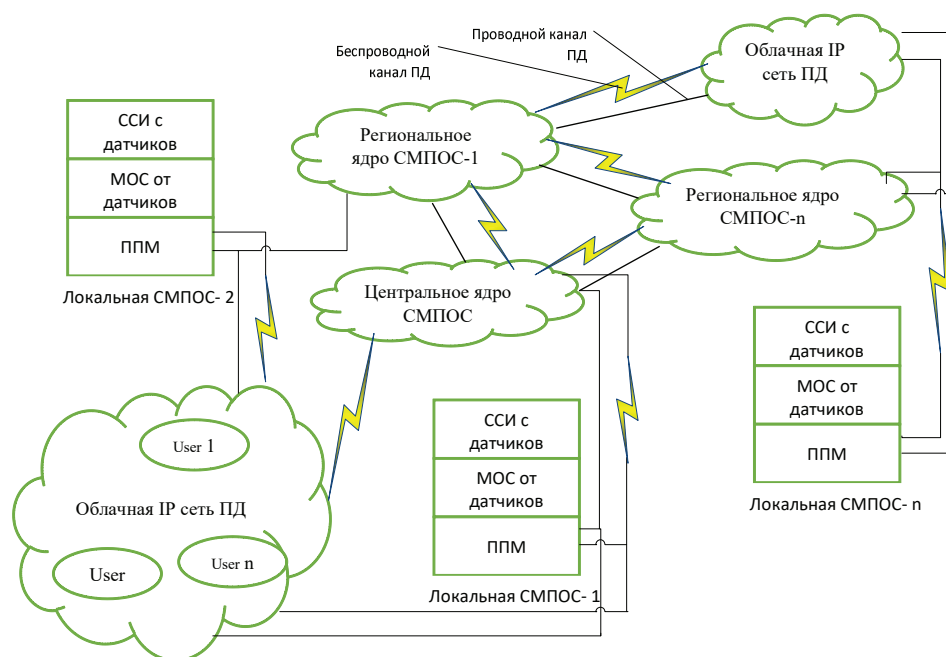 Беспроводной
канал ПД
Проводной канал
ПД
Облачная IP
сеть ПД
ССИ с
датчиков
МОС от
датчиков
ППМ
Локальная СМПОС- 2
Региональное
ядро СМПОС-1
Региональное ядро
СМПОС-n
Центральное ядро
СМПОС
ССИ с
датчиков
МОС от
датчиков
ППМ
Локальная СМПОС- n
ССИ с
датчиков
МОС от
датчиков
ППМ
Локальная СМПОС- 1
User 1
Облачная IP сеть ПД
User
User n